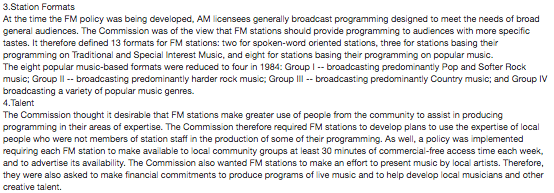 3.Station Formats
At the time the FM policy was being developed, AM licensees generally broadcast programming designed to meet the needs of broad
general audiences. The Commission was of the view that FM stations should provide programming to audiences with more specific
tastes. It therefore defined 13 formats for FM stations: two for spoken-word oriented stations, three for stations basing their
programming on Traditional and Special Interest Music, and eight for stations basing their programming on popular music.
The eight popular music-based formats were reduced to four in 1984: Group I -- broadcasting predominantly Pop and Softer Rock
music; Group II -- broadcasting predominantly harder rock music; Group III -- broadcasting predominantly Country music; and Group IV
broadcasting a variety of popular music genres.
4.Talent
The Commission thought it desirable that FM stations make greater use of people from the community to assist in producing
programming in their areas of expertise. The Commission therefore required FM stations to develop plans to use the expertise of local
people who were not members of station staff in the production of some of their programming. As well, a policy was implemented
requiring each FM station to make available to local community groups at least 30 minutes of commercial-free access time each week,
and to advertise its availability. The Commission also wanted FM stations to make an effort to present music by local artists. Therefore,
they were also asked to make financial commitments to produce programs of live music and to help develop local musicians and other
creative talent.